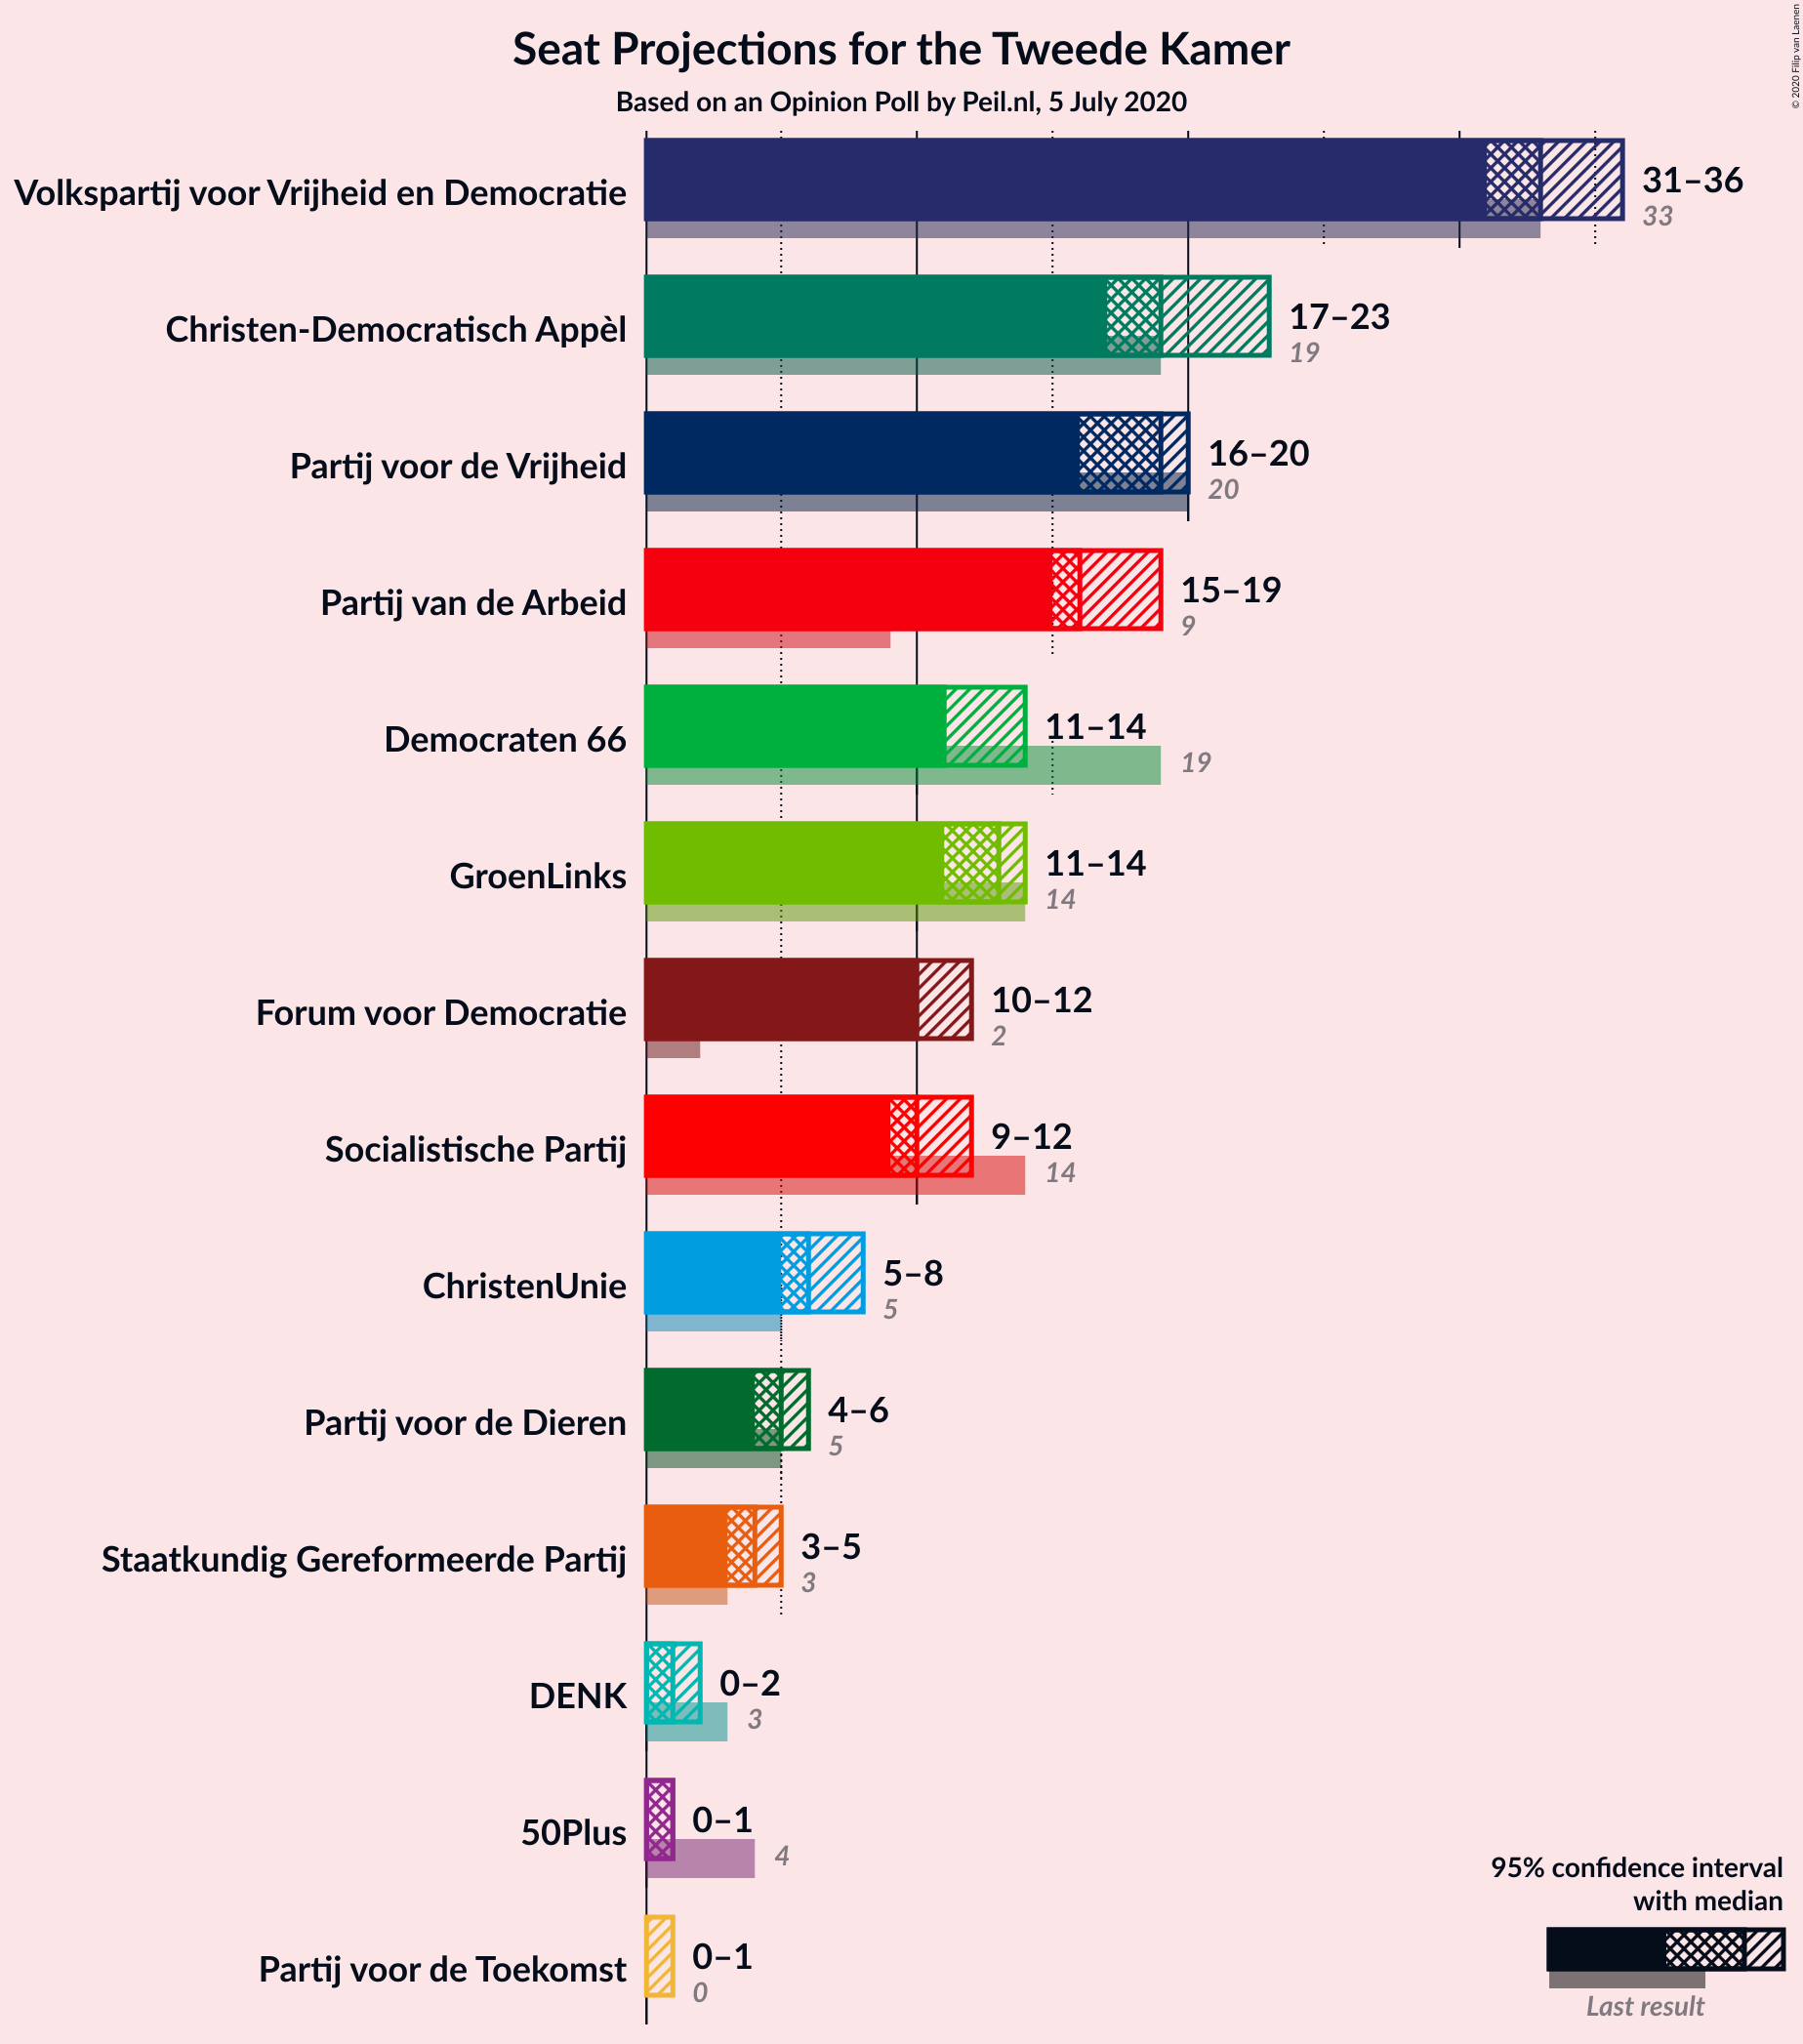 Seat Projections for the Tweede Kamer
Based on an Opinion Poll by Peil.nl, 5 July 2020
© 2020 Filip van Laenen
Volkspartij voor Vrijheid en Democratie
31–36
33
Christen-Democratisch Appèl
17–23
19
Partij voor de Vrijheid
16–20
20
Partij van de Arbeid
15–19
9
Democraten 66
11–14
19
GroenLinks
11–14
14
Forum voor Democratie
10–12
2
Socialistische Partij
9–12
14
ChristenUnie
5–8
5
Partij voor de Dieren
4–6
5
Staatkundig Gereformeerde Partij
3–5
3
DENK
0–2
3
50Plus
0–1
4
Partij voor de Toekomst
0–1
0
95% confidence interval
with median
Last result